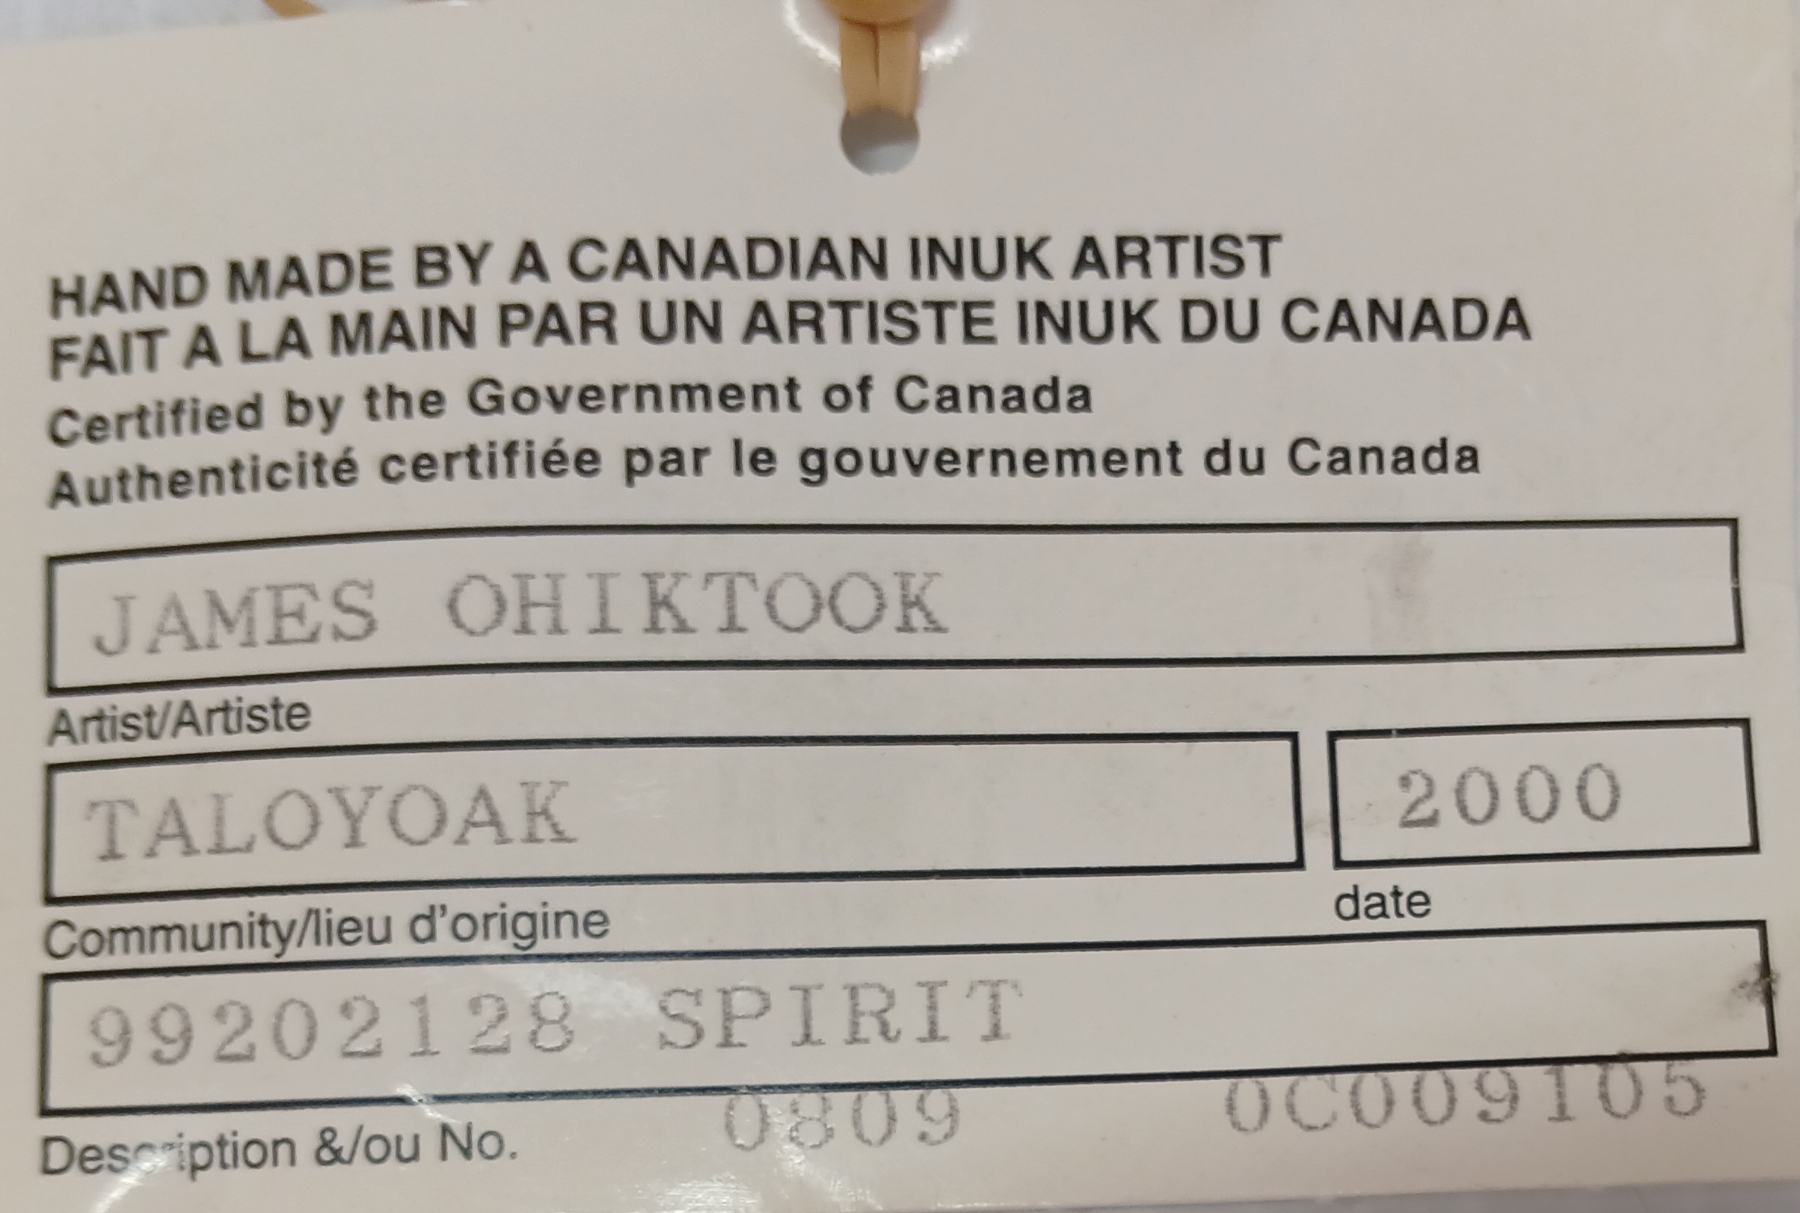 HAND MADE BY A CANADIAN INUK ARTIST
FAIT A LA MAIN PAR UN ARTISTE INUK DU CANADA
Certified by the Government of Canada
Authenticité certifiée par le gouvernement du Canada
JAMES OHIKTOOK
Artist/Artiste
TALOYOAK
2000
Community/lieu d'origine
date
99202128 SPIRIT
Description &/ou No.
0809
0C009105